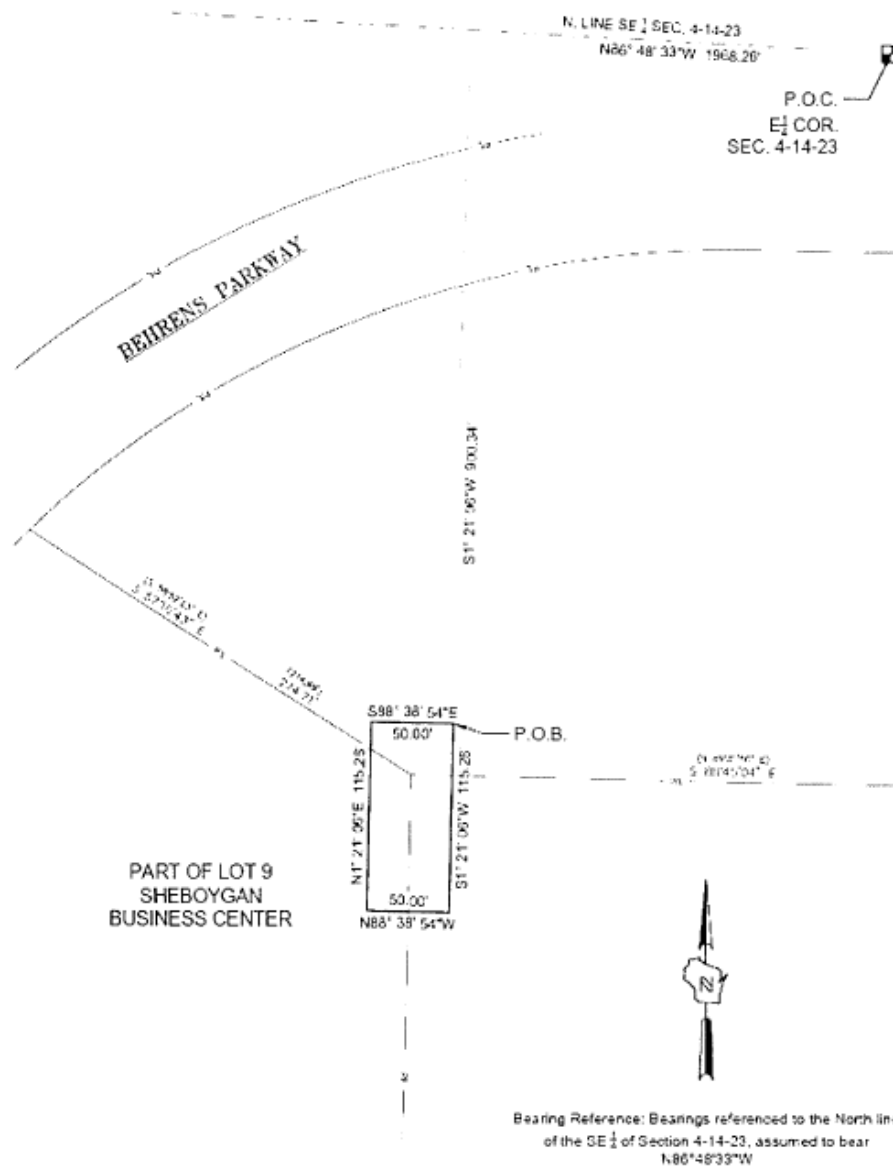 N. LINE SE 1/4 SEC. 4-14-23
N86° 48' 33"W 1968.26'
P.O.C.
E 1/4 COR.
SEC. 4-14-23
BEHRENS PARKWAY
S1° 21' 06"W 900.34'
S88° 38' 54"E
50.00'
P.O.B.
N1° 21' 06"E 115.26
S1° 21' 06"W 115.26
50.00'
N88° 38' 54"W
PART OF LOT 9
SHEBOYGAN
BUSINESS CENTER
Z
Bearing Reference: Bearings referenced to the North line
of the SE 1/4 of Section 4-14-23, assumed to bear
N86°48'33"W